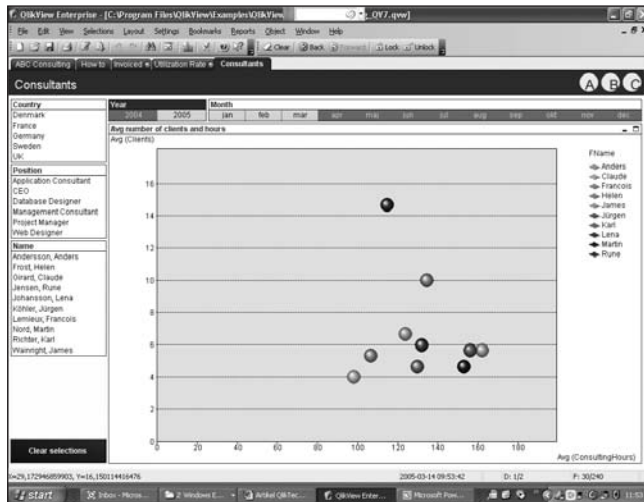 QlikView Enterprise - [C:\Program Files\QlikView\Examples\QlikView, _QV7.qvw]
File Edit View Selections Layout Settings Bookmarks Reports Object Window Help
Clear Back Forward Lock Unlock
ABC Consulting How to Invoiced Utilization Rate Consultants
Consultants A B C
Country
Denmark
France
Germany
Sweden
UK
Position
Application Consultant
CEO
Database Designer
Management Consultant
Project Manager
Web Designer
Name
Andersson, Anders
Frost, Helen
Girard, Claude
Jensen, Rune
Johansson, Lena
Köhler, Jürgen
Lemieux, Francois
Nord, Martin
Richter, Karl
Wainright, James
Clear selections
Year
2004 2005
Month
jan feb mar apr maj jun jul aug sep okt nov dec
Avg number of clients and hours
Avg (Clients)
16
14
12
10
8
6
4
2
0
0 20 40 60 80 100 120 140 160 180
Avg (ConsultingHours)
FName
Anders
Claude
Francois
Helen
James
Jürgen
Karl
Lena
Martin
Rune
X=29,172946859903, Y=16,150114416476 2005-03-14 09:53:42 D: 1/2 F: 30/240
start Inbox - Micros... 2 Windows E... Artikel QlikTec... QlikView Enter... Microsoft Pow...